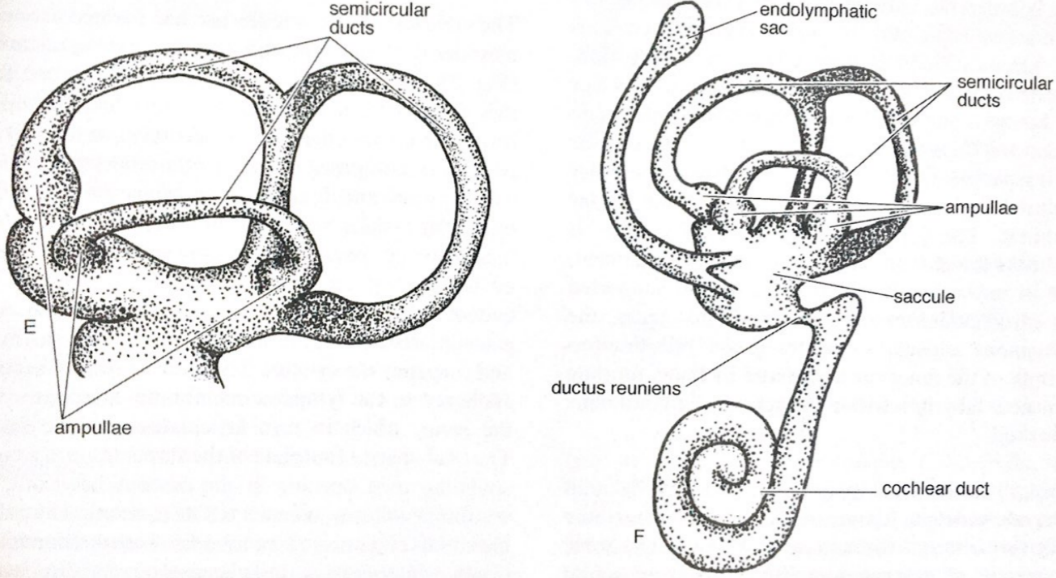 semicircular
ducts
E
ampullae
endolymphatic
sac
semicircular
ducts
ampullae
saccule
ductus reuniens
cochlear duct
F